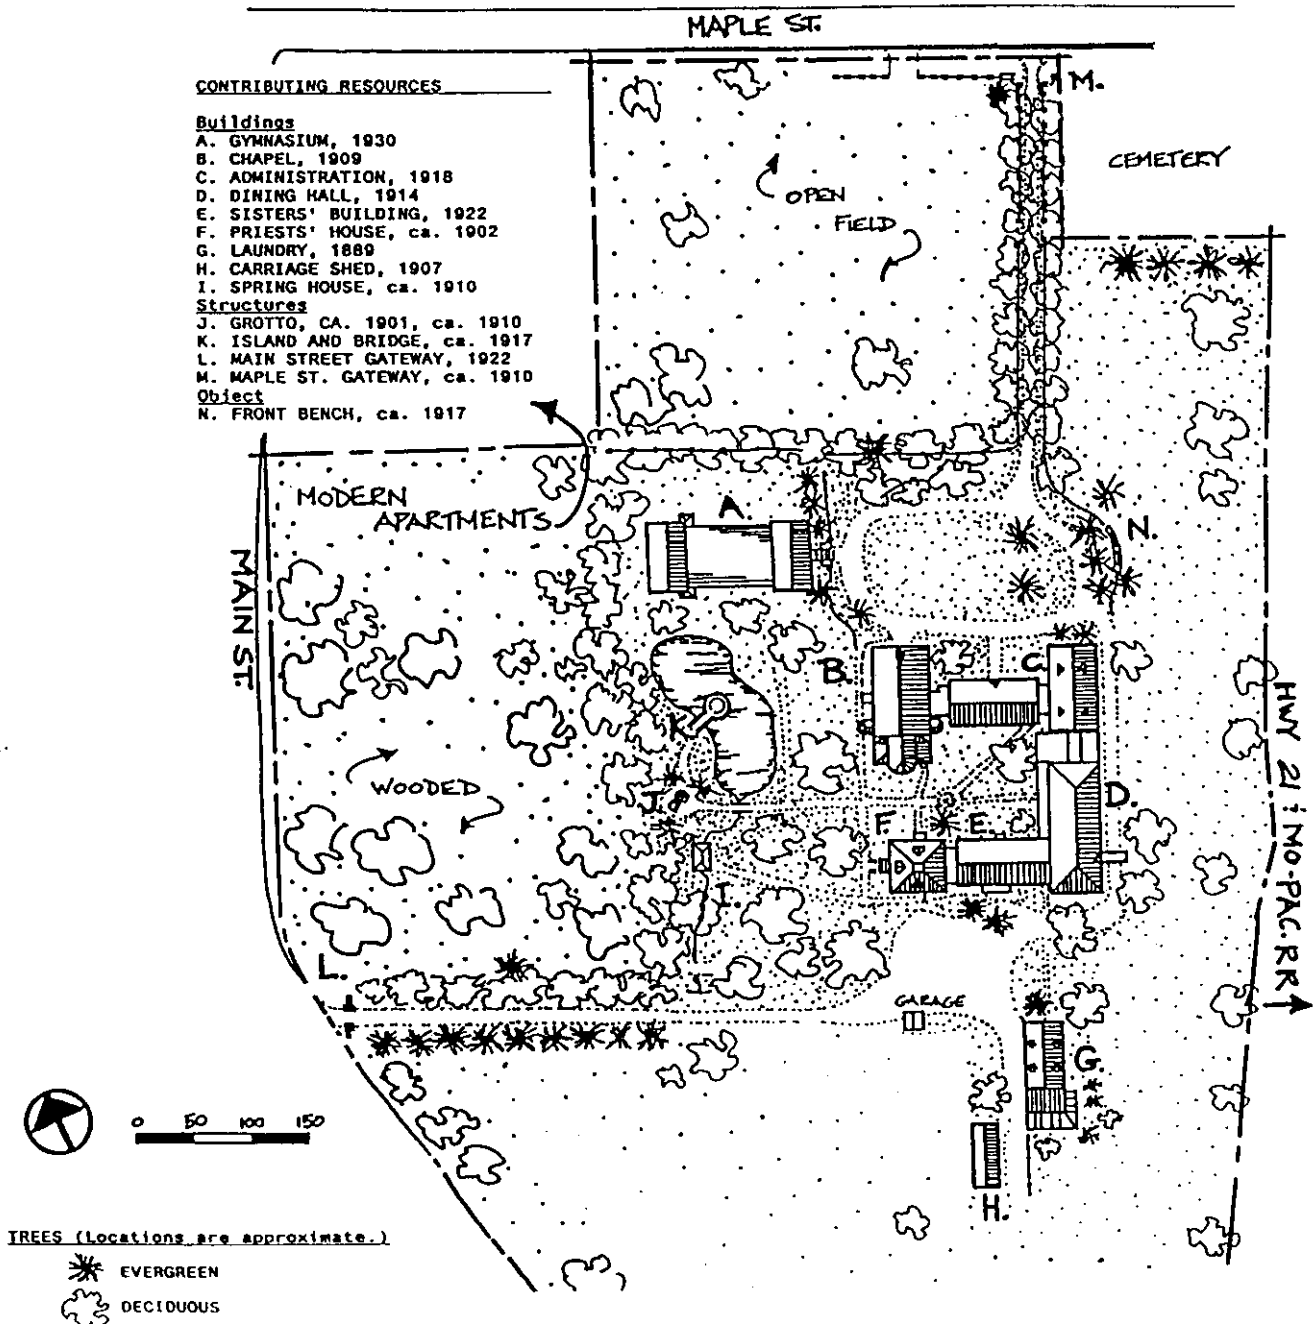 MAPLE ST.
CONTRIBUTING RESOURCES
Buildings
A. GYMNASIUM, 1930
B. CHAPEL, 1909
C. ADMINISTRATION, 1918
D. DINING HALL, 1914
E. SISTERS' BUILDING, 1922
F. PRIESTS' HOUSE, ca. 1902
G. LAUNDRY, 1889
H. CARRIAGE SHED, 1907
I. SPRING HOUSE, ca. 1910
Structures
J. GROTTO, CA. 1901, ca. 1910
K. ISLAND AND BRIDGE, ca. 1917
L. MAIN STREET GATEWAY, 1922
M. MAPLE ST. GATEWAY, ca. 1910
Object
N. FRONT BENCH, ca. 1917
M.
CEMETERY
OPEN
FIELD
MODERN
APARTMENTS
A
N.
MAIN ST.
B.
C.
K
HWY 21 & MO-PAC. RR
WOODED
J.
D.
F.
E.
I.
L.
GARAGE
G.
H.
0 50 100 150
TREES (Locations are approximate.)
EVERGREEN
DECIDUOUS